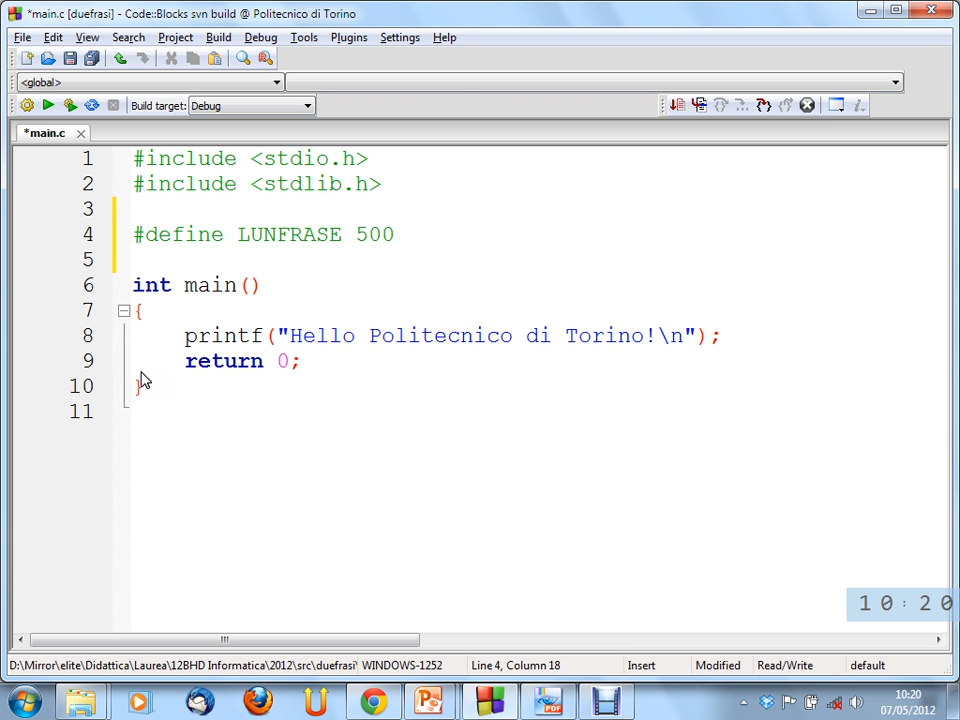 *main.c [duefrasi] - Code::Blocks svn build @ Politecnico di Torino
File Edit View Search Project Build Debug Tools Plugins Settings Help
<global>
Build target: Debug
*main.c
1 #include <stdio.h>
2 #include <stdlib.h>
3
4 #define LUNFRASE 500
5
6 int main()
7 {
8 printf("Hello Politecnico di Torino!\n");
9 return 0;
10 }
11
10:20
D:\Mirror\elite\Didattica\Laurea\12BHD Informatica\2012\src\duefrasi\ WINDOWS-1252 Line 4, Column 18 Insert Modified Read/Write default
PDF
10:20
07/05/2012